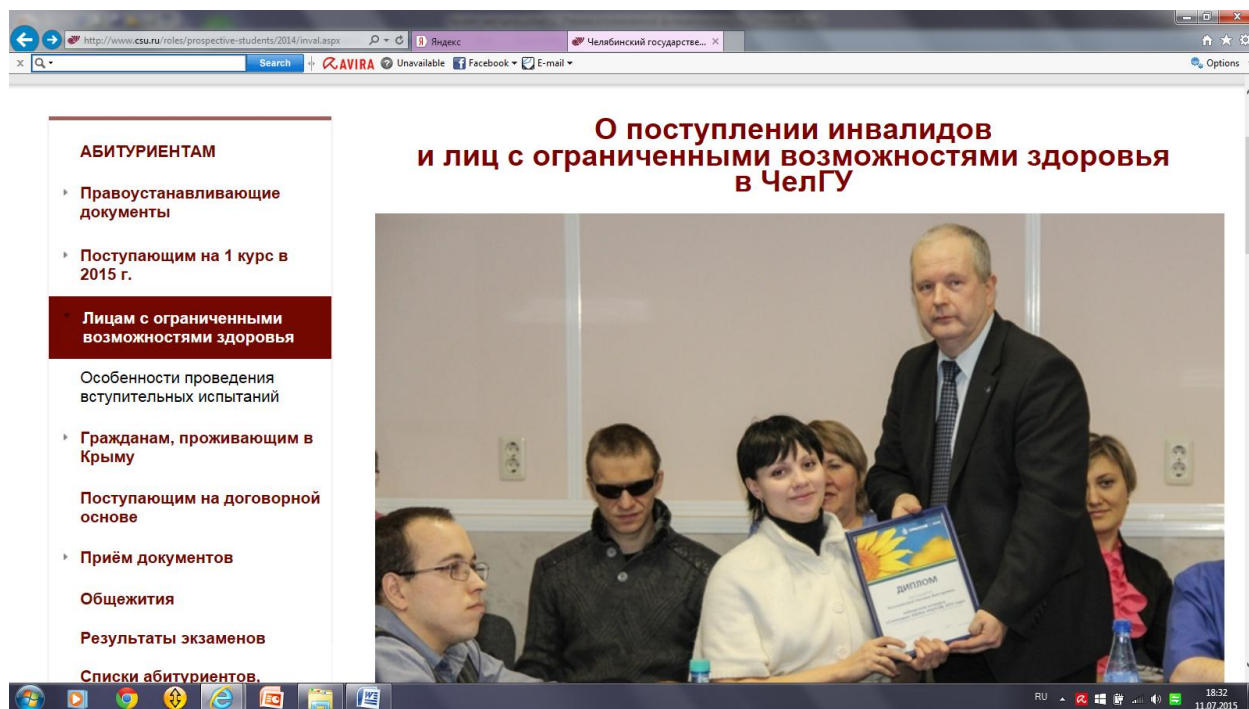 http://www.csu.ru/roles/prospective-students/2014/inval.aspx
Яндекс
Челябинский государстве...
Search
AVIRA
Unavailable
Facebook
E-mail
Options
АБИТУРИЕНТАМ
Правоустанавливающие
документы
Поступающим на 1 курс в
2015 г.
Лицам с ограниченными
возможностями здоровья
Особенности проведения
вступительных испытаний
Гражданам, проживающим в
Крыму
Поступающим на договорной
основе
Приём документов
Общежития
Результаты экзаменов
Списки абитуриентов,
О поступлении инвалидов
и лиц с ограниченными возможностями здоровья
в ЧелГУ
ДИПЛОМ
RU
18:32
11.07.2015